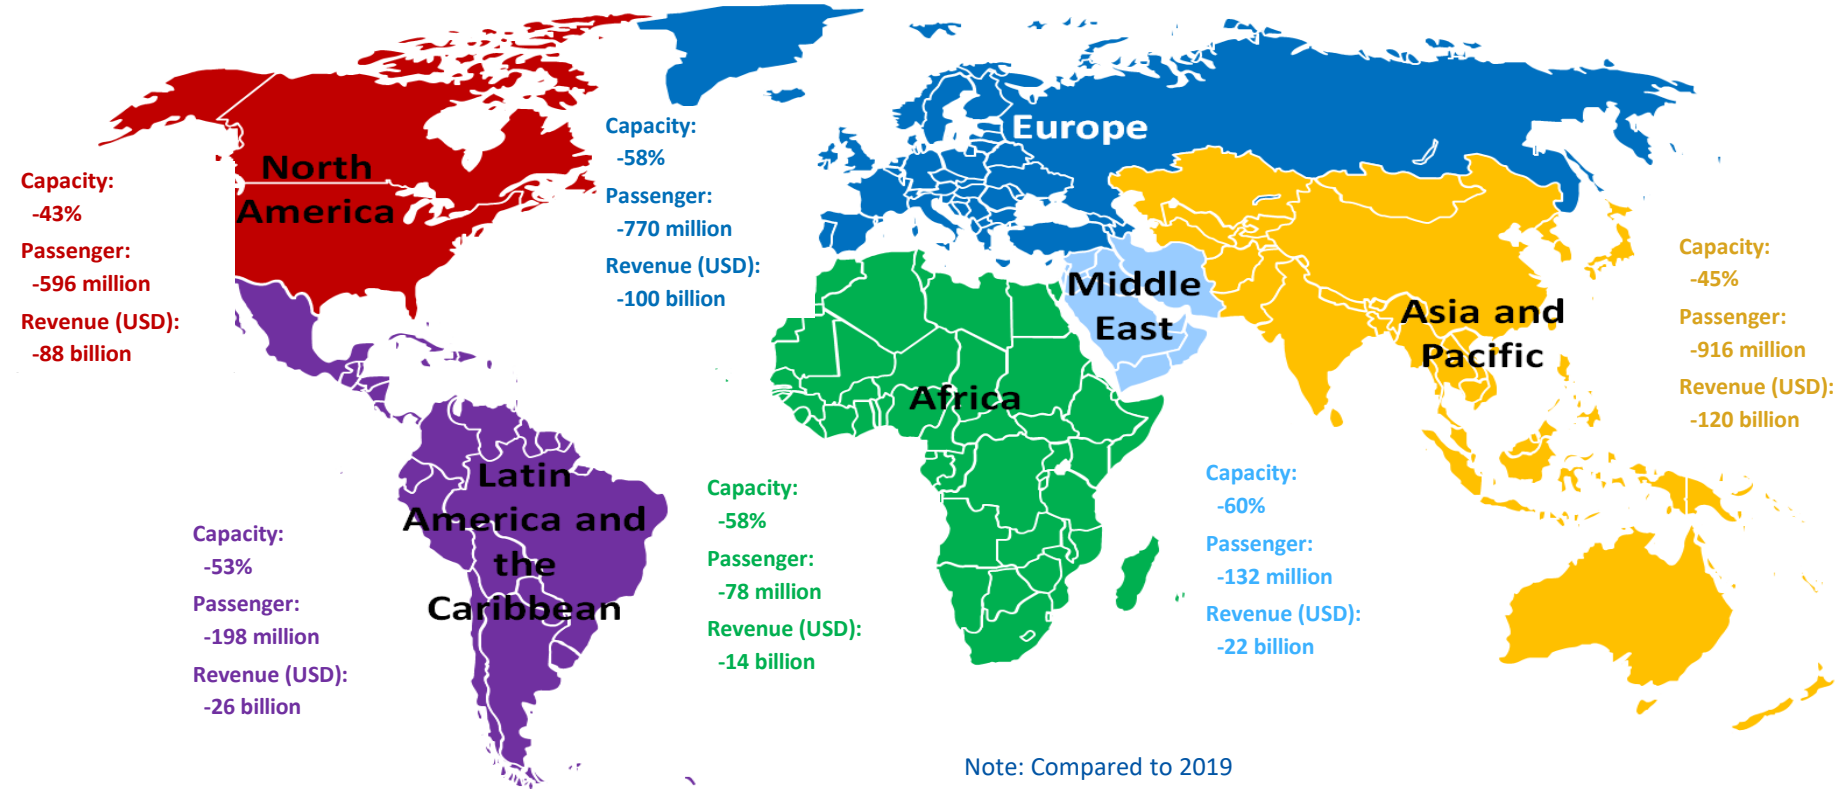 North
America
Capacity:
-43%
Passenger:
-596 million
Revenue (USD):
-88 billion
Europe
Capacity:
-58%
Passenger:
-770 million
Revenue (USD):
-100 billion
Middle
East
Capacity:
-60%
Passenger:
-132 million
Revenue (USD):
-22 billion
Asia and
Pacific
Capacity:
-45%
Passenger:
-916 million
Revenue (USD):
-120 billion
Africa
Capacity:
-58%
Passenger:
-78 million
Revenue (USD):
-14 billion
Latin
America and
the
Caribbean
Capacity:
-53%
Passenger:
-198 million
Revenue (USD):
-26 billion
Note: Compared to 2019